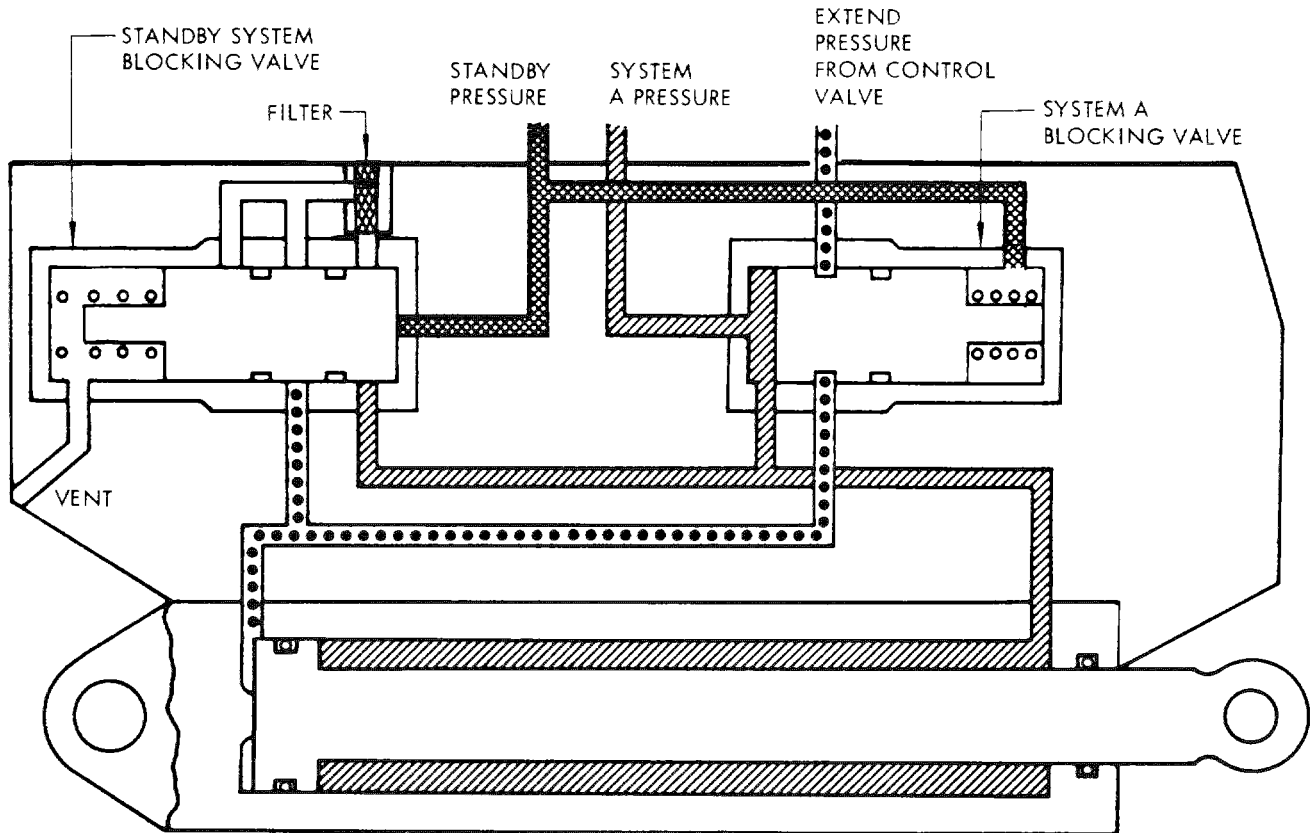 STANDBY SYSTEM
BLOCKING VALVE
FILTER
STANDBY
PRESSURE
SYSTEM
A PRESSURE
EXTEND
PRESSURE
FROM CONTROL
VALVE
SYSTEM A
BLOCKING VALVE
VENT